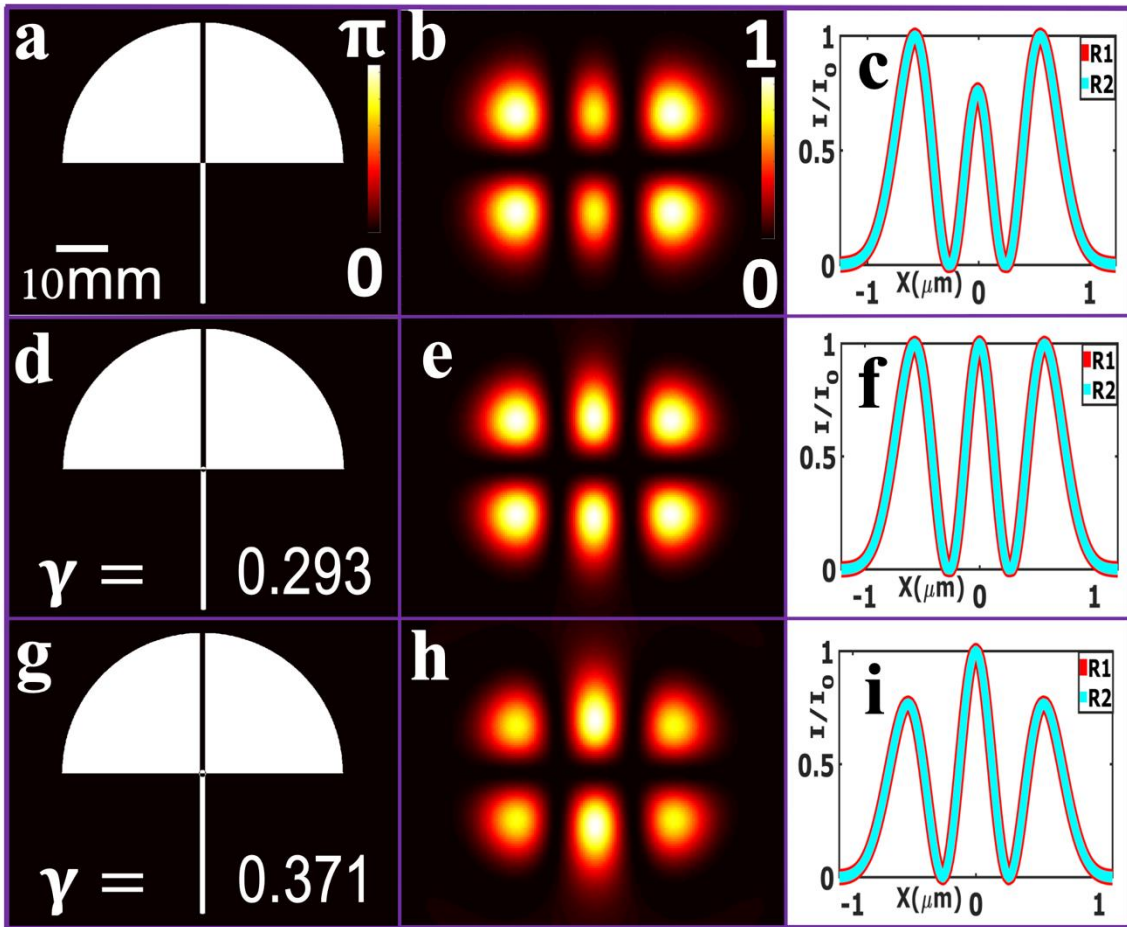 a
π
0
10mm
b
1
0
c
I/I₀
1
0.5
0
-1
X(μm)
0
1
R1
R2
d
γ = 0.293
e
f
I/I₀
1
0.5
0
-1
X(μm)
0
1
R1
R2
g
γ = 0.371
h
i
I/I₀
1
0.5
0
-1
X(μm)
0
1
R1
R2